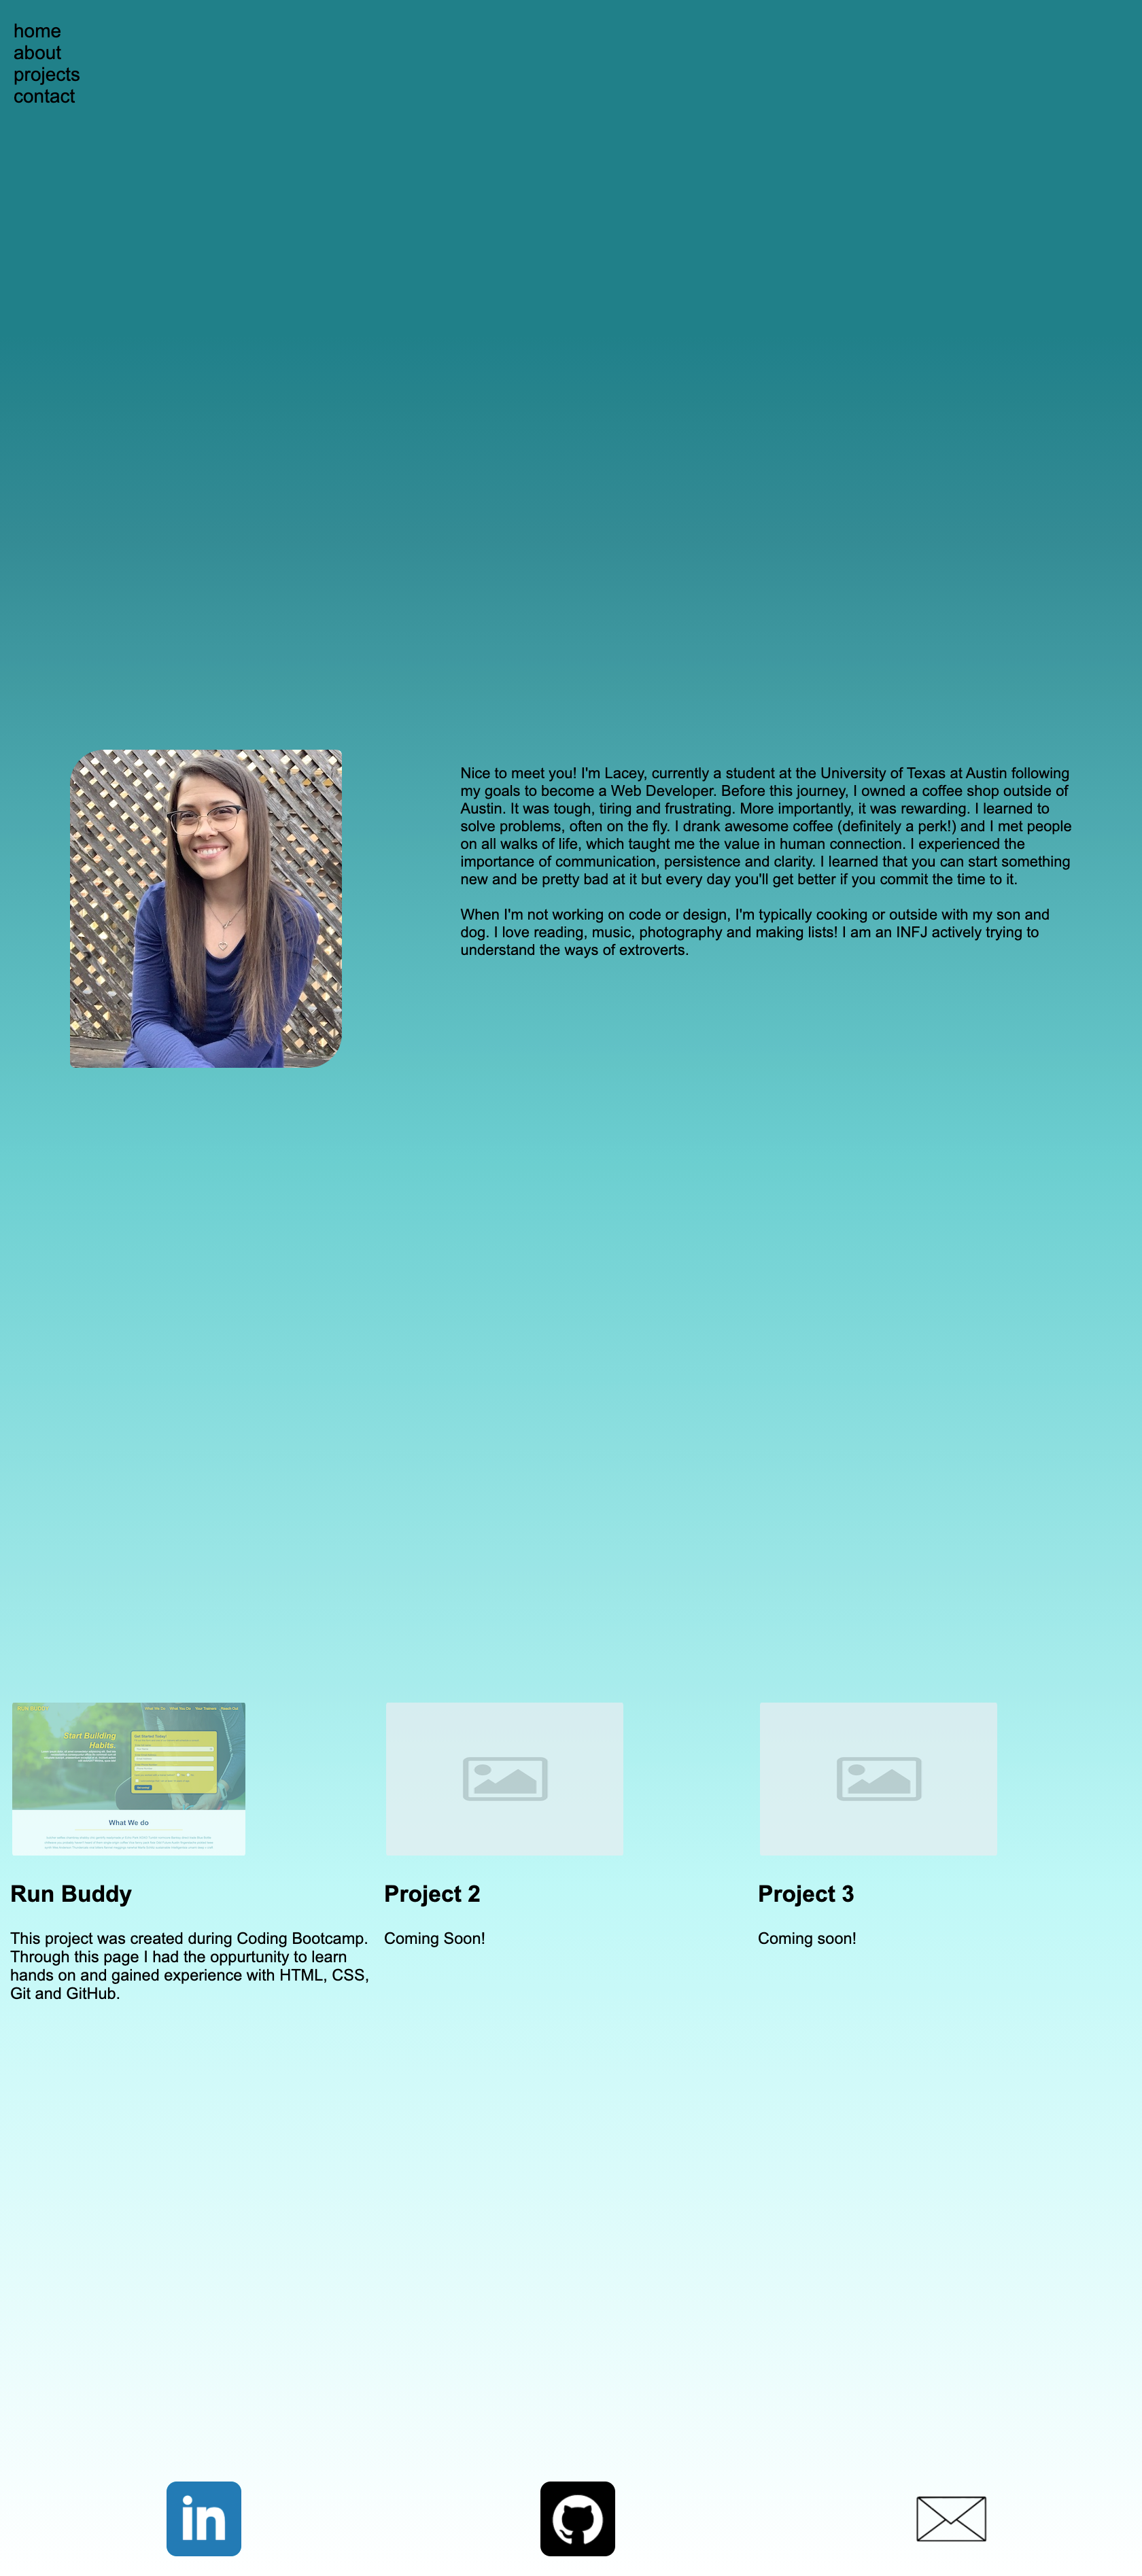 home
about
projects
contact
Nice to meet you! I'm Lacey, currently a student at the University of Texas at Austin following
my goals to become a Web Developer. Before this journey, I owned a coffee shop outside of
Austin. It was tough, tiring and frustrating. More importantly, it was rewarding. I learned to
solve problems, often on the fly. I drank awesome coffee (definitely a perk!) and I met people
on all walks of life, which taught me the value in human connection. I experienced the
importance of communication, persistence and clarity. I learned that you can start something
new and be pretty bad at it but every day you'll get better if you commit the time to it.
When I'm not working on code or design, I'm typically cooking or outside with my son and
dog. I love reading, music, photography and making lists! I am an INFJ actively trying to
understand the ways of extroverts.
RUN BUDDY
Start Building
Habits.
What We do
Run Buddy
This project was created during Coding Bootcamp.
Through this page I had the oppurtunity to learn
hands on and gained experience with HTML, CSS,
Git and GitHub.
Project 2
Coming Soon!
Project 3
Coming soon!
in